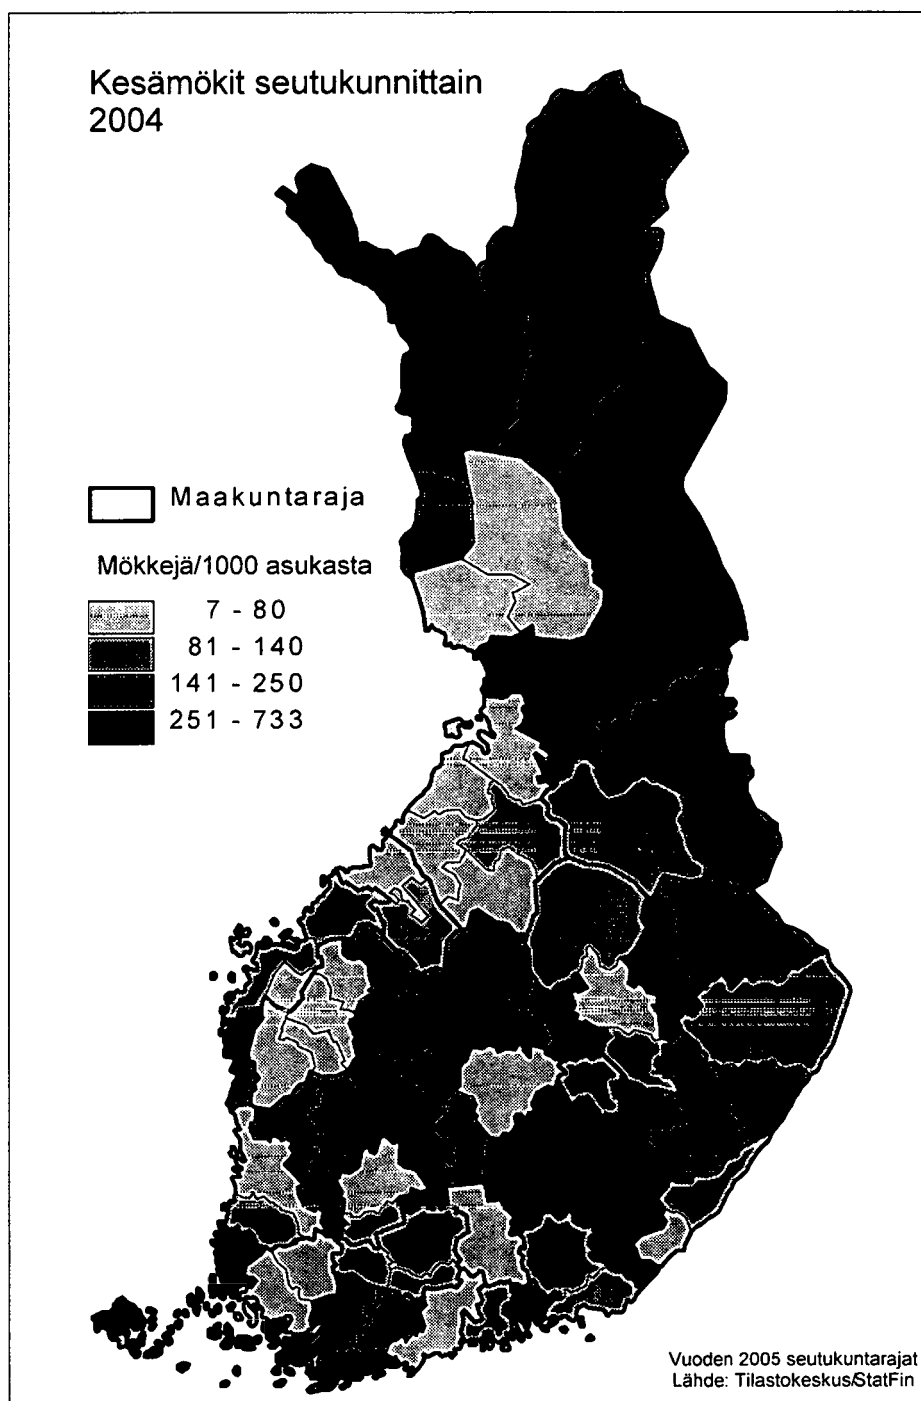 Kesämökit seutukunnittain
2004
Maakuntaraja
Mökkejä/1000 asukasta
7 - 80
81 - 140
141 - 250
251 - 733
Vuoden 2005 seutukuntarajat
Lähde: Tilastokeskus/StatFin